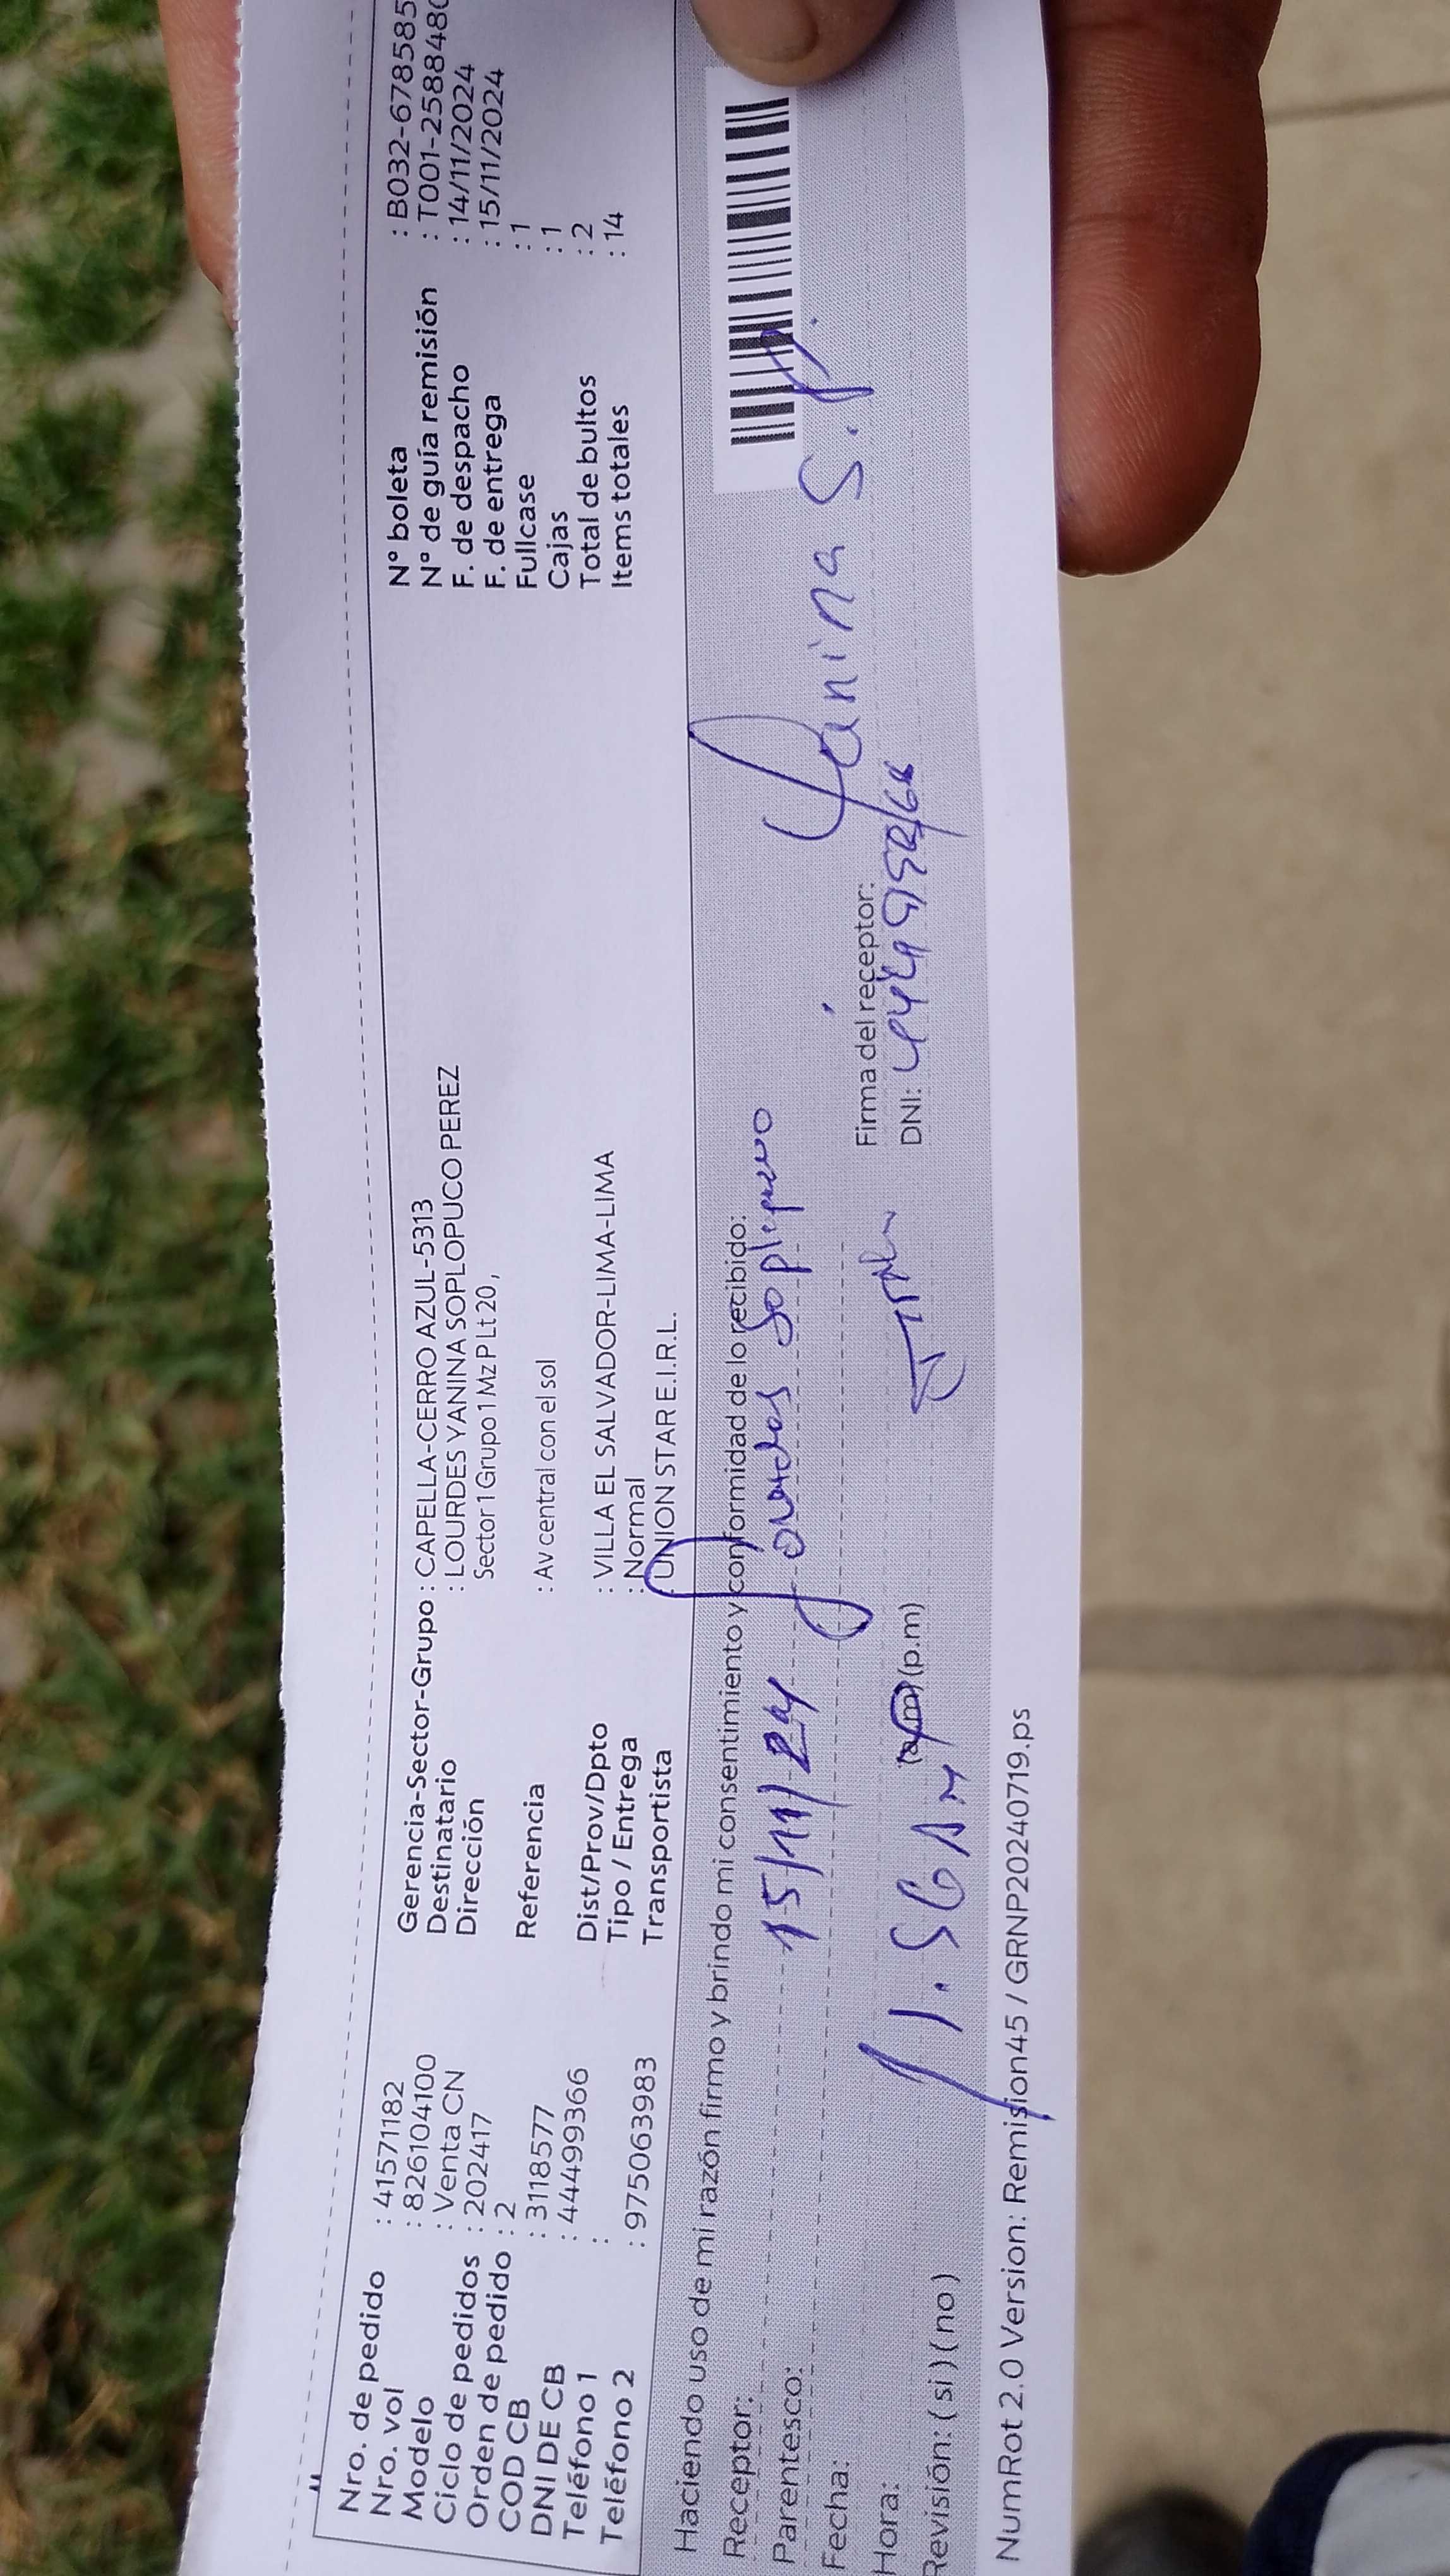 Nro. de pedido : 41571182
Nro. vol : 826104100
Modelo : Venta CN
Ciclo de pedidos : 202417
Orden de pedido : 2
COD CB : 3118577
DNI DE CB : 44499366
Teléfono 1 :
Teléfono 2 : 975063983
Gerencia-Sector-Grupo : CAPELLA-CERRO AZUL-5313
Destinatario : LOURDES YANINA SOPLOPUCO PEREZ
Dirección Sector 1 Grupo 1 Mz P Lt 20,
Referencia : Av central con el sol
Dist/Prov/Dpto : VILLA EL SALVADOR-LIMA-LIMA
Tipo / Entrega : Normal
Transportista : UNION STAR E.I.R.L.
N° boleta : B032-678585
N° de guía remisión : T001-2588480
F. de despacho : 14/11/2024
F. de entrega : 15/11/2024
Fullcase : 1
Cajas : 1
Total de bultos : 2
Items totales : 14
Haciendo uso de mi razón firmo y brindo mi consentimiento y conformidad de lo recibido:
Receptor: 15/11/24
Parentesco:
Fecha:
Hora: (a.m) (p.m)
Firma del receptor: Yanina S. P.
DNI:
Revisión: ( si ) ( no )
NumRot 2.0 Version: Remision45 / GRNP20240719.ps